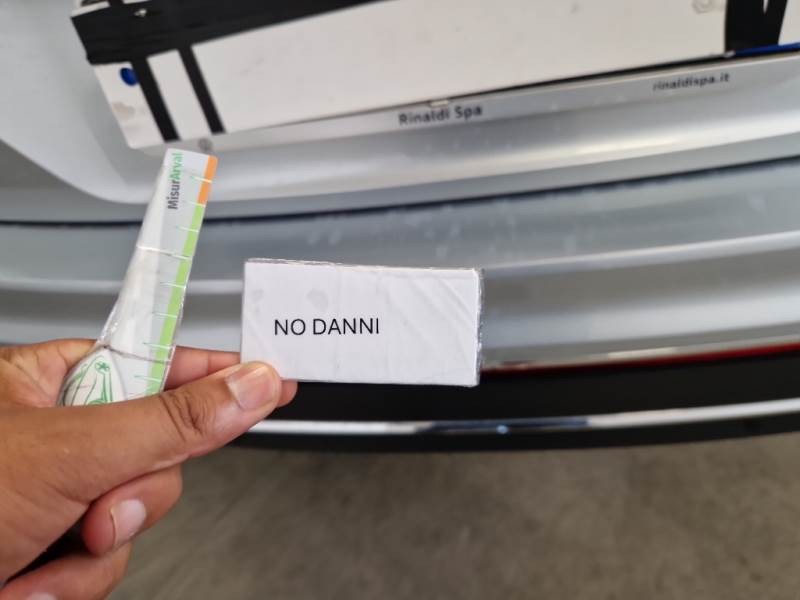 rinaldispa.it
Rinaldi Spa
MisurArval
NO DANNI